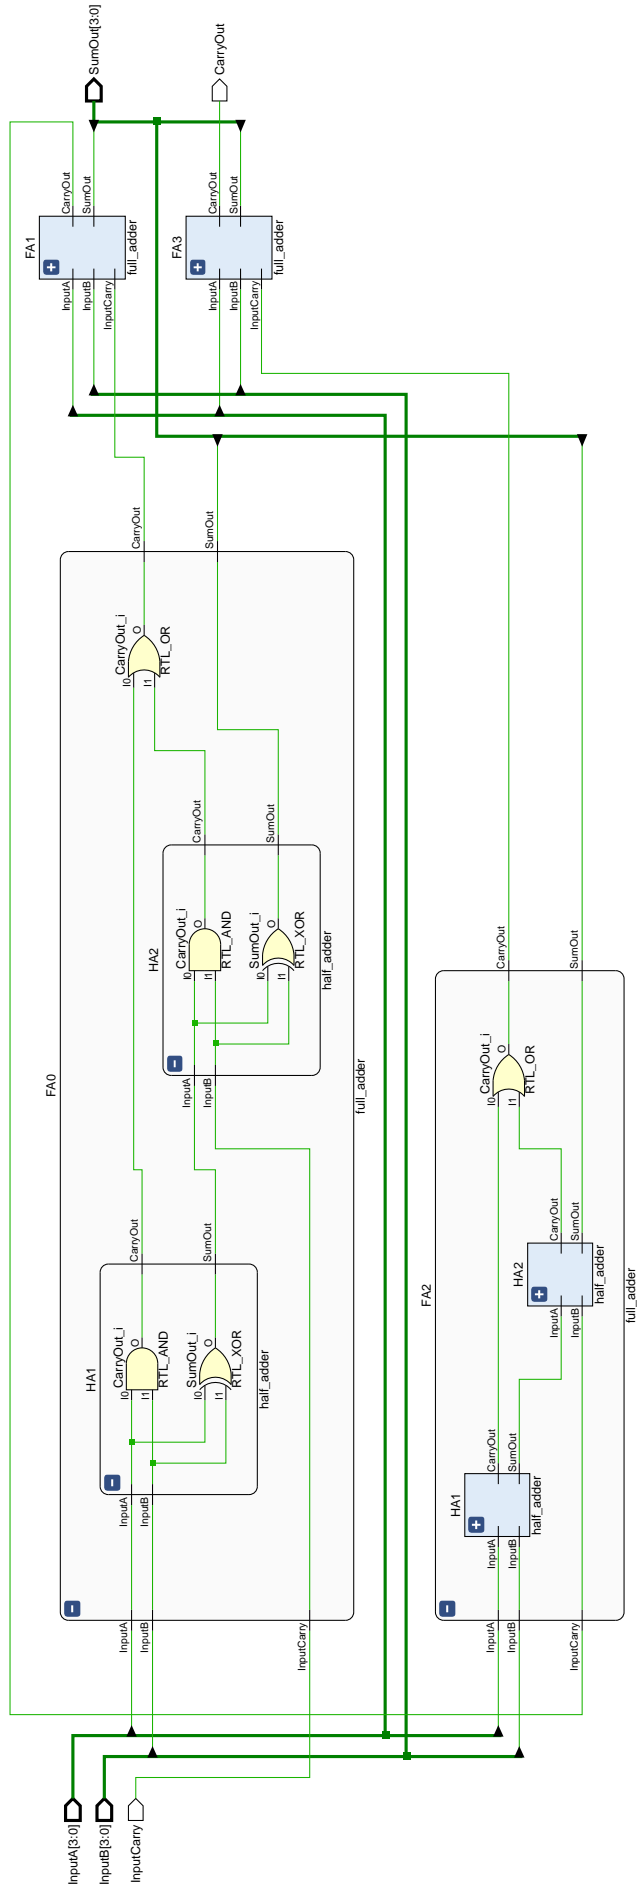 SumOut[3:0]
CarryOut
FA1
CarryOut
SumOut
InputA
InputB
InputCarry
full_adder
FA3
CarryOut
SumOut
InputA
InputB
InputCarry
full_adder
FA0
CarryOut
SumOut
CarryOut_i
I0
I1
O
RTL_OR
HA2
CarryOut
SumOut
CarryOut_i
I0
I1
O
RTL_AND
SumOut_i
I0
I1
O
RTL_XOR
InputA
InputB
half_adder
HA1
CarryOut
SumOut
CarryOut_i
I0
I1
O
RTL_AND
SumOut_i
I0
I1
O
RTL_XOR
InputA
InputB
half_adder
InputA
InputB
InputCarry
full_adder
FA2
CarryOut
SumOut
CarryOut_i
I0
I1
O
RTL_OR
HA2
CarryOut
SumOut
InputA
InputB
half_adder
HA1
CarryOut
SumOut
InputA
InputB
half_adder
InputA
InputB
InputCarry
full_adder
InputA[3:0]
InputB[3:0]
InputCarry